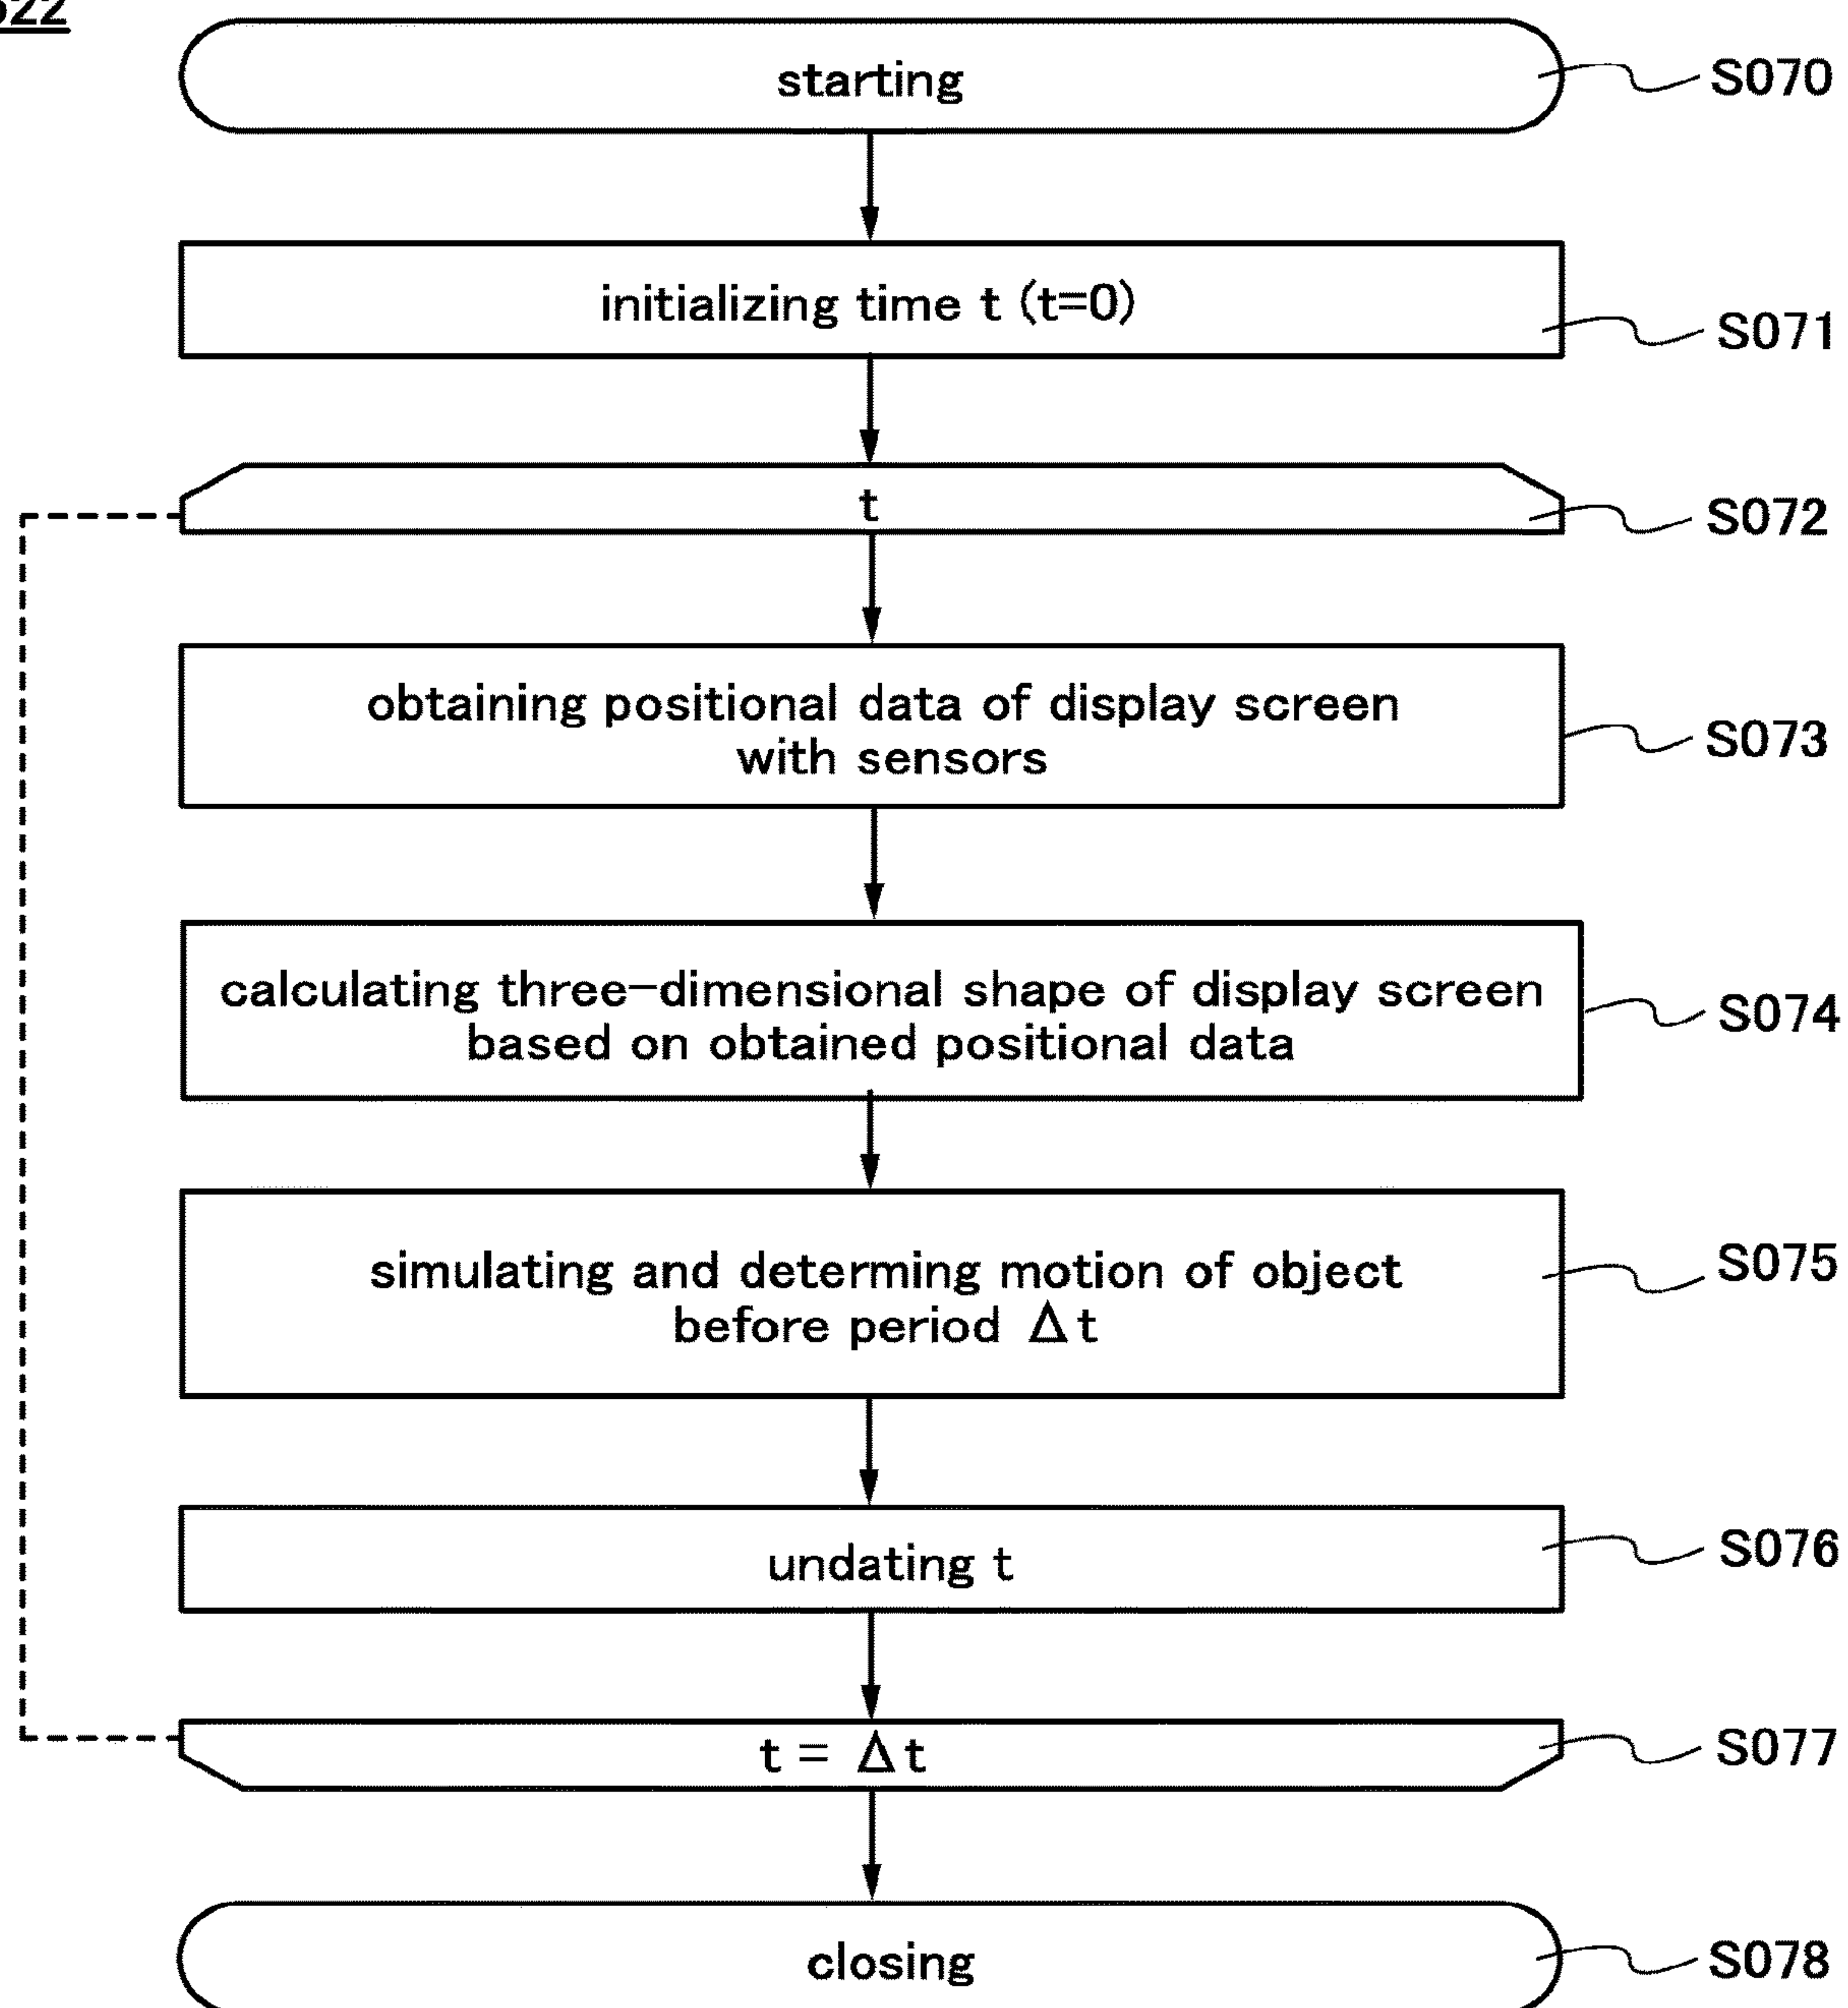 starting
S070
initializing time t (t=0)
S071
t
S072
obtaining positional data of display screen
with sensors
S073
calculating three-dimensional shape of display screen
based on obtained positional data
S074
simulating and determing motion of object
before period Δt
S075
undating t
S076
t = Δt
S077
closing
S078